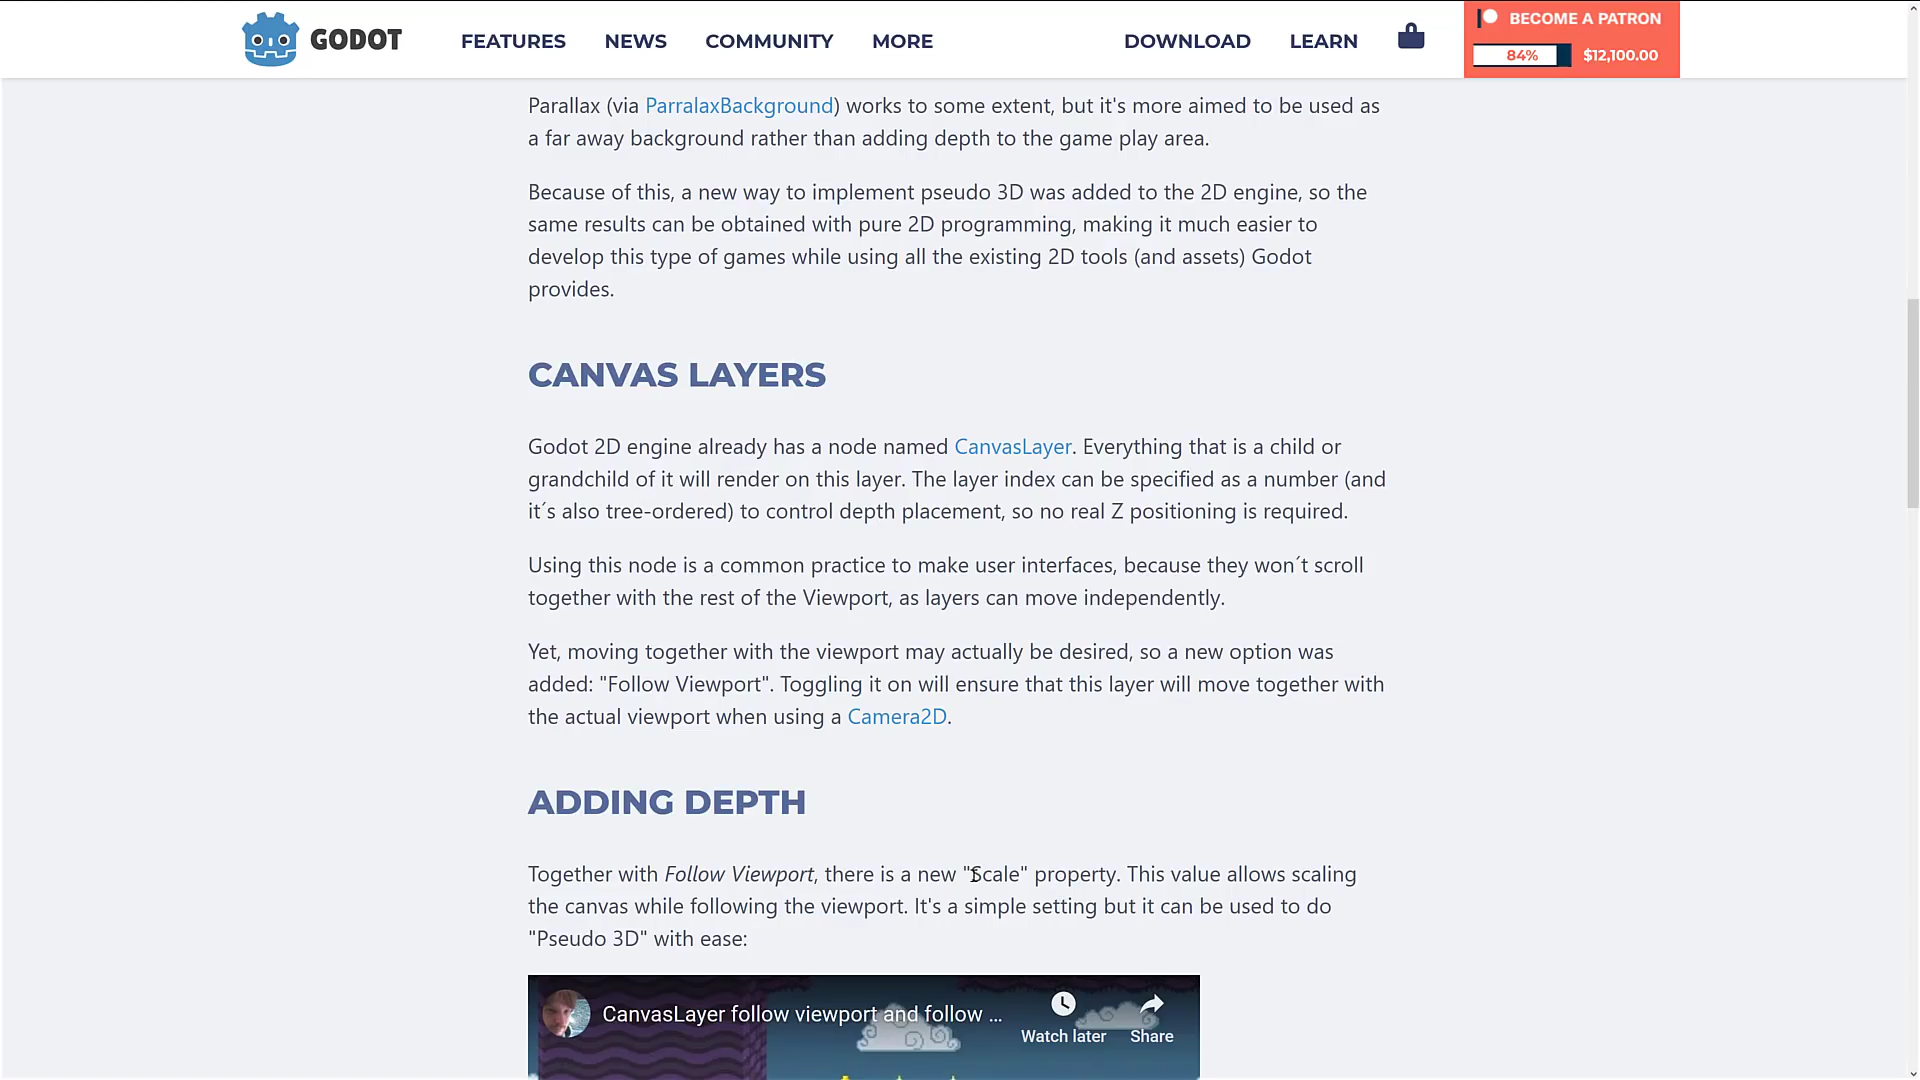 GODOT
FEATURES NEWS COMMUNITY MORE DOWNLOAD LEARN
BECOME A PATRON
84% $12,100.00
Parallax (via ParralaxBackground) works to some extent, but it's more aimed to be used as
a far away background rather than adding depth to the game play area.
Because of this, a new way to implement pseudo 3D was added to the 2D engine, so the
same results can be obtained with pure 2D programming, making it much easier to
develop this type of games while using all the existing 2D tools (and assets) Godot
provides.
CANVAS LAYERS
Godot 2D engine already has a node named CanvasLayer. Everything that is a child or
grandchild of it will render on this layer. The layer index can be specified as a number (and
it´s also tree-ordered) to control depth placement, so no real Z positioning is required.
Using this node is a common practice to make user interfaces, because they won´t scroll
together with the rest of the Viewport, as layers can move independently.
Yet, moving together with the viewport may actually be desired, so a new option was
added: "Follow Viewport". Toggling it on will ensure that this layer will move together with
the actual viewport when using a Camera2D.
ADDING DEPTH
Together with Follow Viewport, there is a new "Scale" property. This value allows scaling
the canvas while following the viewport. It's a simple setting but it can be used to do
"Pseudo 3D" with ease:
CanvasLayer follow viewport and follow ...
Watch later Share